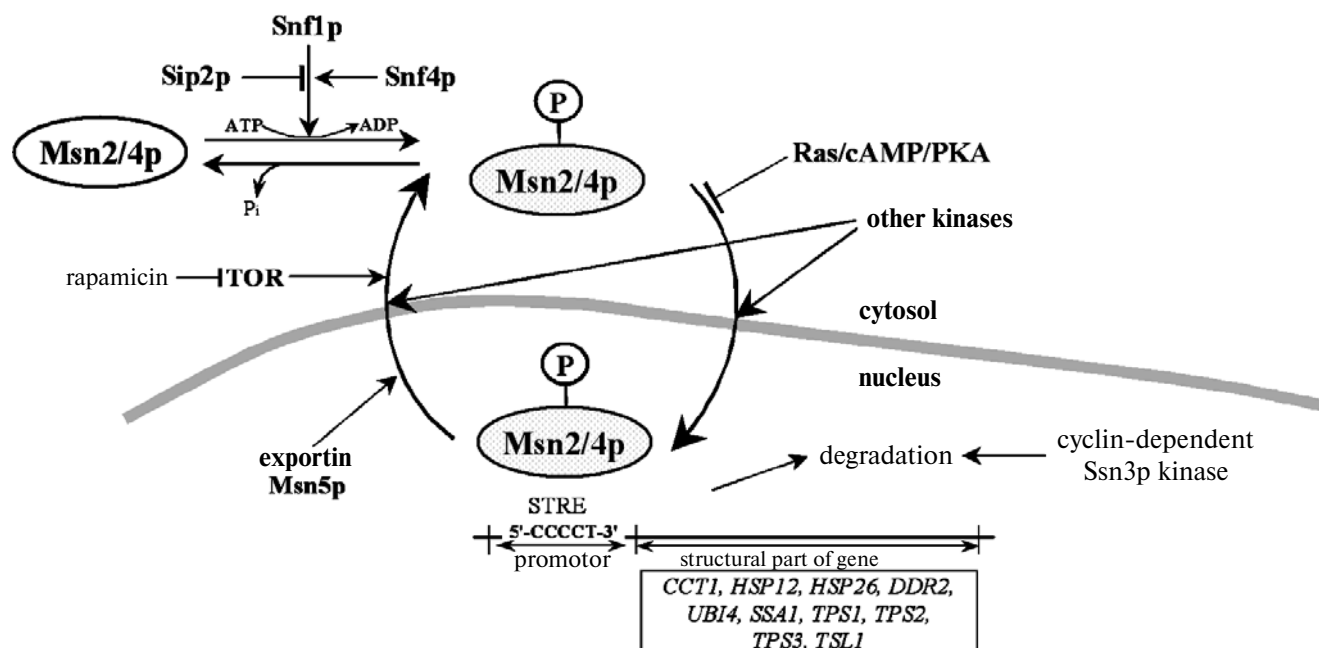 Snf1p
Sip2p
Snf4p
ATP
ADP
Msn2/4p
Pi
P
Msn2/4p
Ras/cAMP/PKA
other kinases
rapamicin
TOR
cytosol
nucleus
P
Msn2/4p
exportin
Msn5p
degradation
cyclin-dependent
Ssn3p kinase
STRE
5'-CCCCT-3'
promotor
structural part of gene
CCT1, HSP12, HSP26, DDR2,
UBI4, SSA1, TPS1, TPS2,
TPS3, TSL1